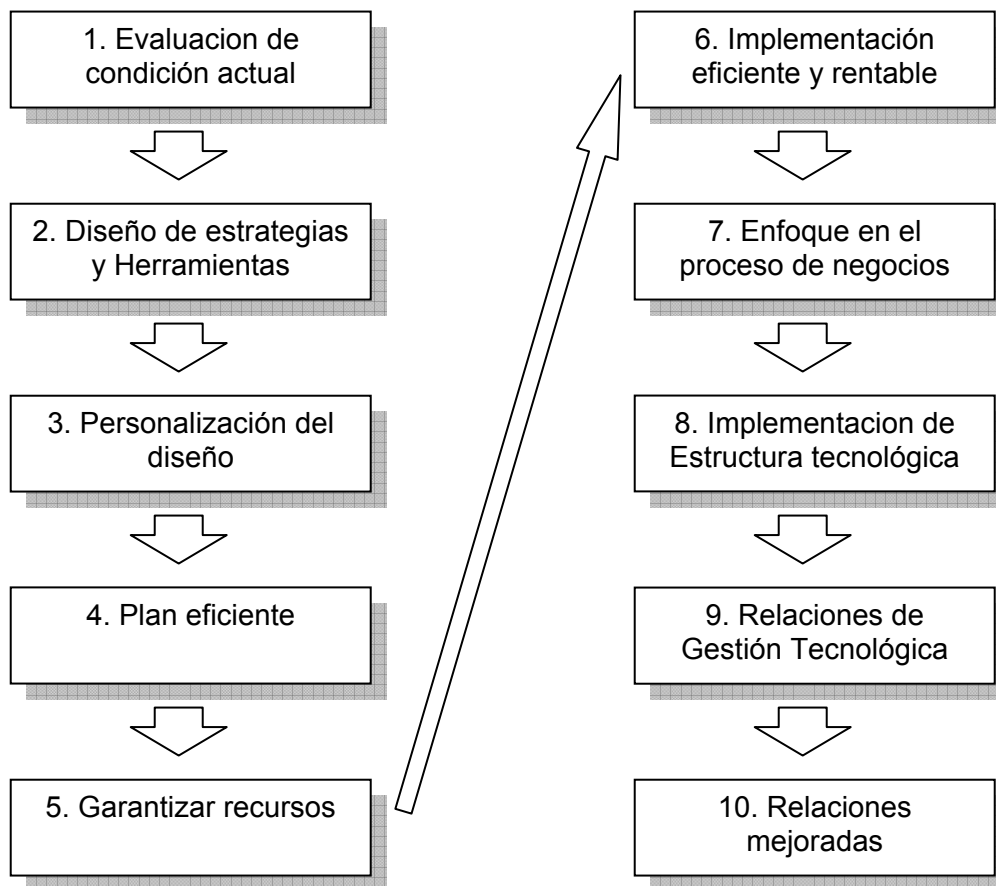 1. Evaluacion de
condición actual
2. Diseño de estrategias
y Herramientas
3. Personalización del
diseño
4. Plan eficiente
5. Garantizar recursos
6. Implementación
eficiente y rentable
7. Enfoque en el
proceso de negocios
8. Implementacion de
Estructura tecnológica
9. Relaciones de
Gestión Tecnológica
10. Relaciones
mejoradas